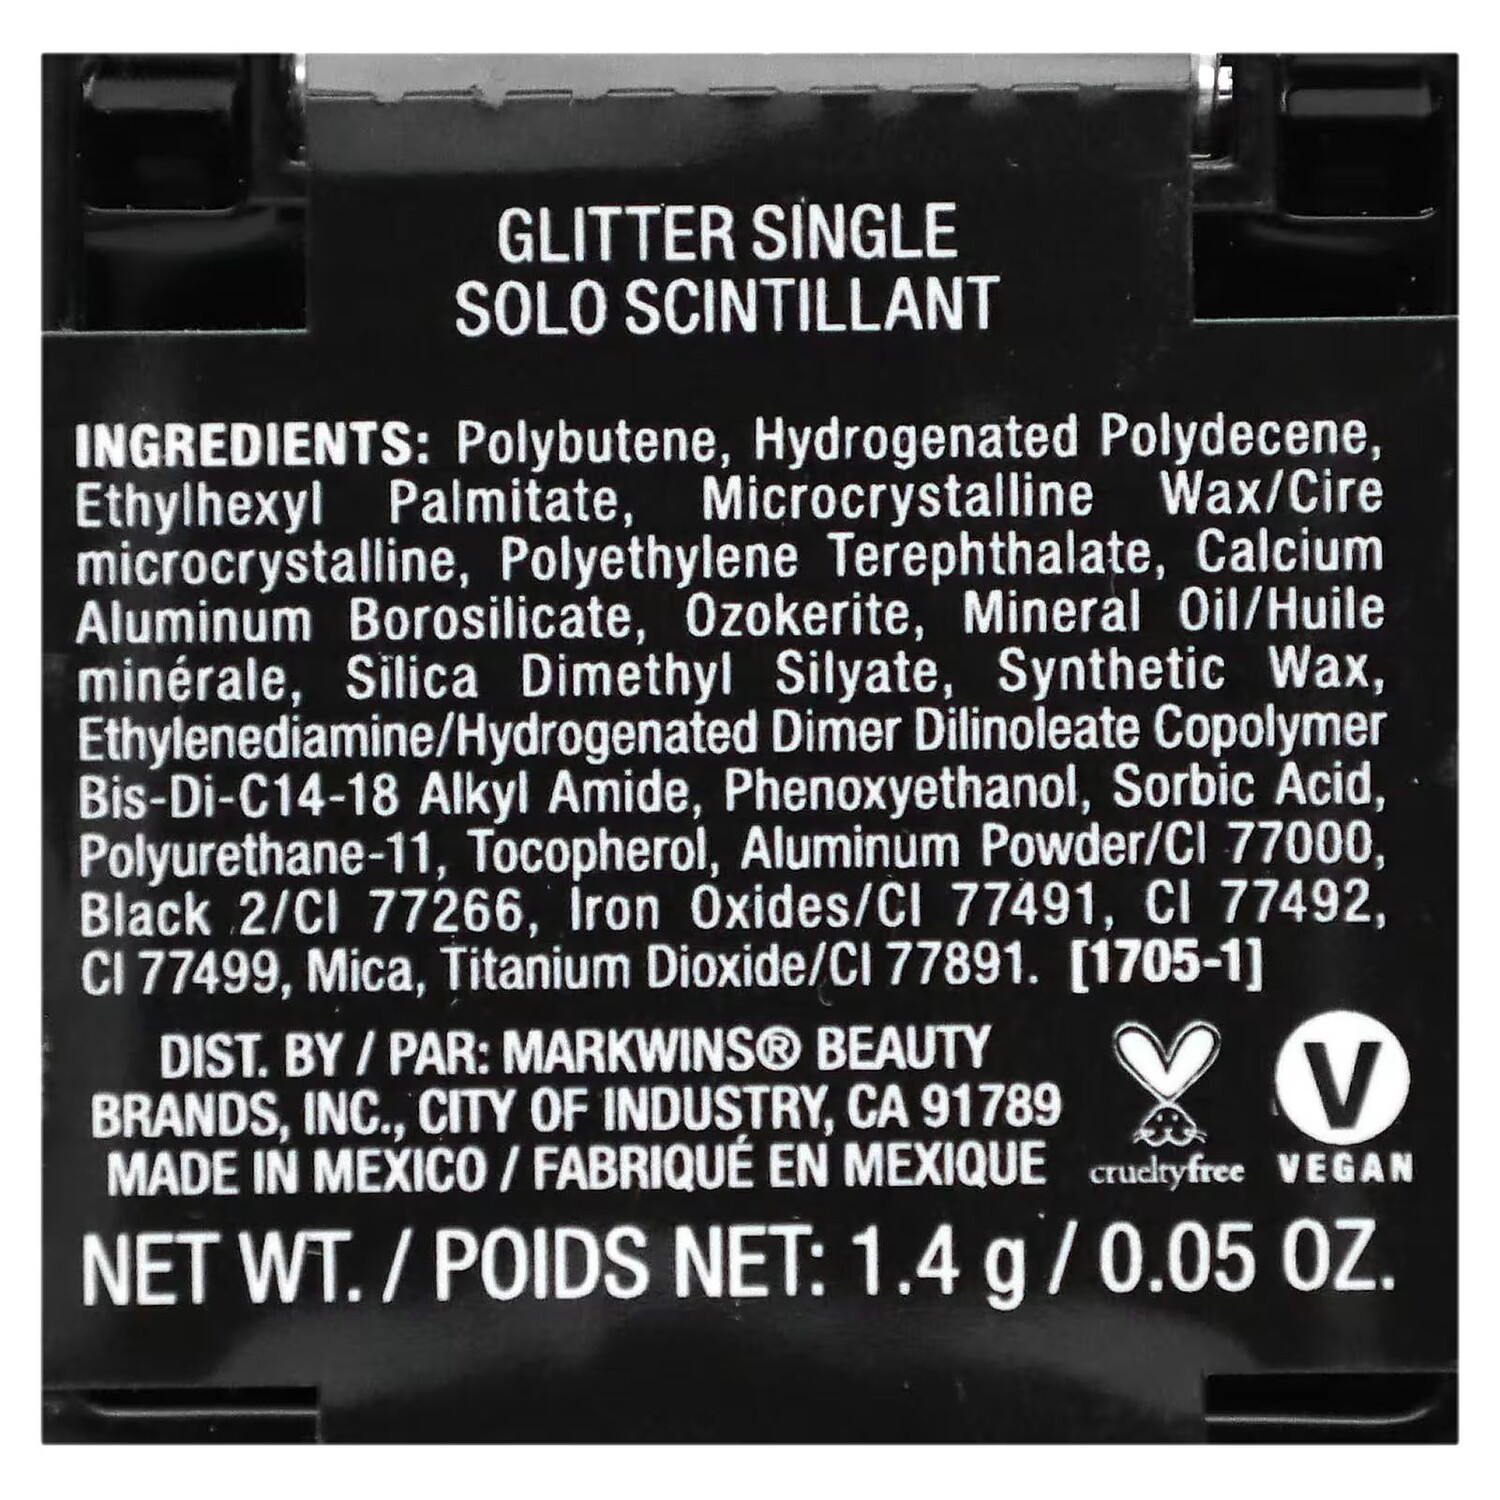 GLITTER SINGLE
SOLO SCINTILLANT
INGREDIENTS: Polybutene, Hydrogenated Polydecene,
Ethylhexyl Palmitate, Microcrystalline Wax/Cire
microcrystalline, Polyethylene Terephthalate, Calcium
Aluminum Borosilicate, Ozokerite, Mineral Oil/Huile
minérale, Silica Dimethyl Silyate, Synthetic Wax,
Ethylenediamine/Hydrogenated Dimer Dilinoleate Copolymer
Bis-Di-C14-18 Alkyl Amide, Phenoxyethanol, Sorbic Acid,
Polyurethane-11, Tocopherol, Aluminum Powder/CI 77000,
Black 2/CI 77266, Iron Oxides/CI 77491, CI 77492,
CI 77499, Mica, Titanium Dioxide/CI 77891. [1705-1]
DIST. BY / PAR: MARKWINS® BEAUTY
BRANDS, INC., CITY OF INDUSTRY, CA 91789
MADE IN MEXICO / FABRIQUÉ EN MEXIQUE
crueltyfree
V
VEGAN
NET WT. / POIDS NET: 1.4 g / 0.05 OZ.